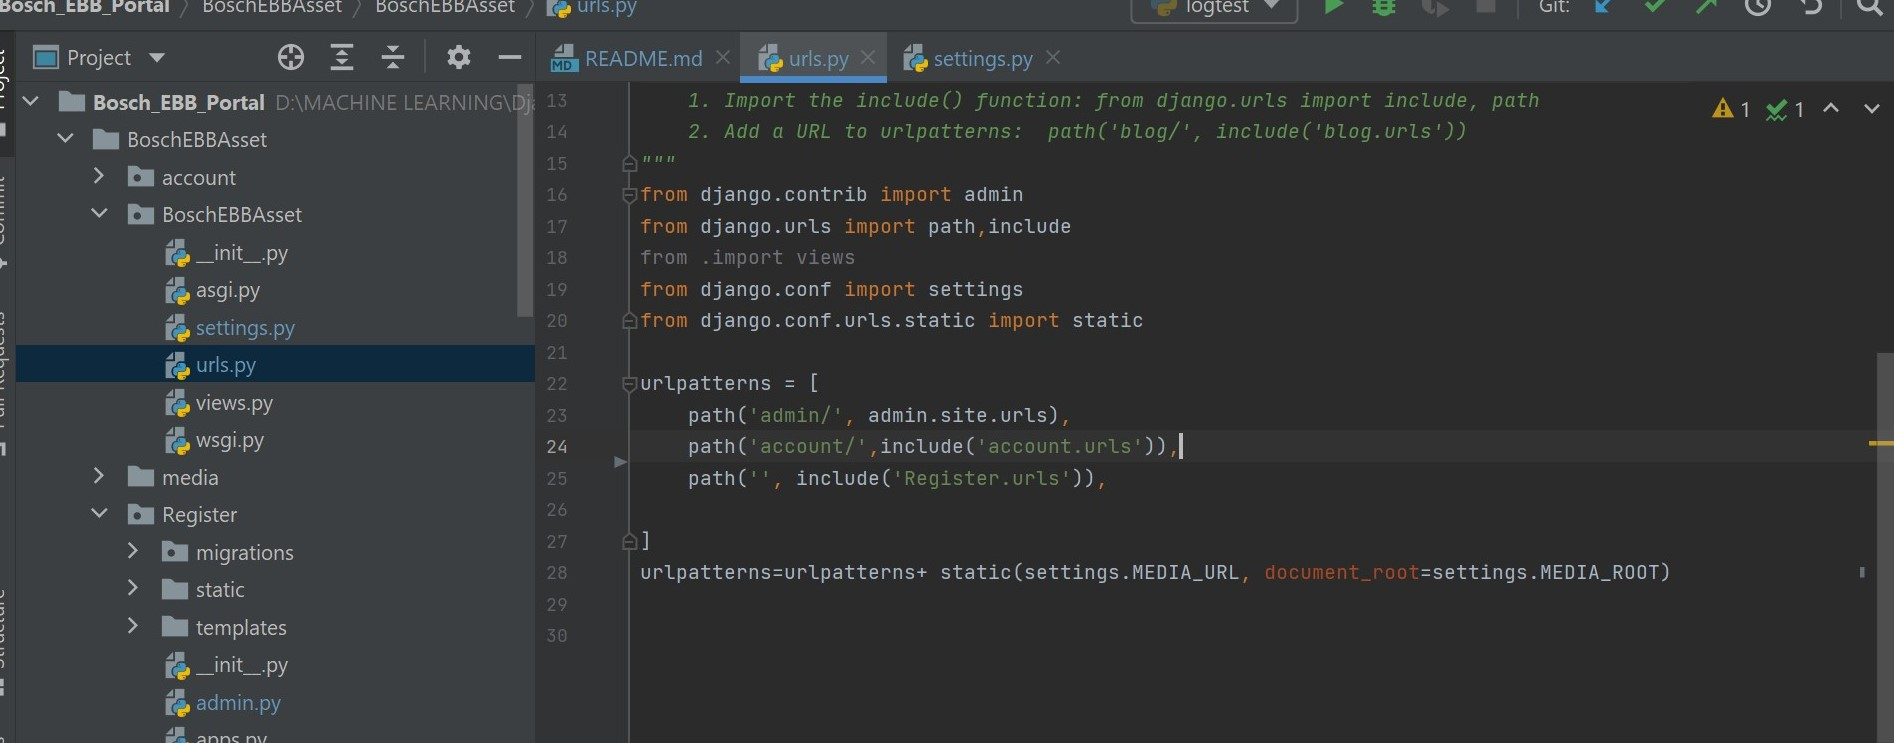 Bosch_EBB_Portal BoschEBBAsset BoschEBBAsset urls.py
logtest
Git:
Project
README.md
urls.py
settings.py
Project
Commit
Pull Requests
Structure
Bosch_EBB_Portal D:\MACHINE LEARNING\Dja
BoschEBBAsset
account
BoschEBBAsset
__init__.py
asgi.py
settings.py
urls.py
views.py
wsgi.py
media
Register
migrations
static
templates
__init__.py
admin.py
apps.py
1 1
13 1. Import the include() function: from django.urls import include, path
14 2. Add a URL to urlpatterns:  path('blog/', include('blog.urls'))
15 """
16 from django.contrib import admin
17 from django.urls import path,include
18 from .import views
19 from django.conf import settings
20 from django.conf.urls.static import static
21
22 urlpatterns = [
23 path('admin/', admin.site.urls),
24 path('account/',include('account.urls')),
25 path('', include('Register.urls')),
26
27 ]
28 urlpatterns=urlpatterns+ static(settings.MEDIA_URL, document_root=settings.MEDIA_ROOT)
29
30